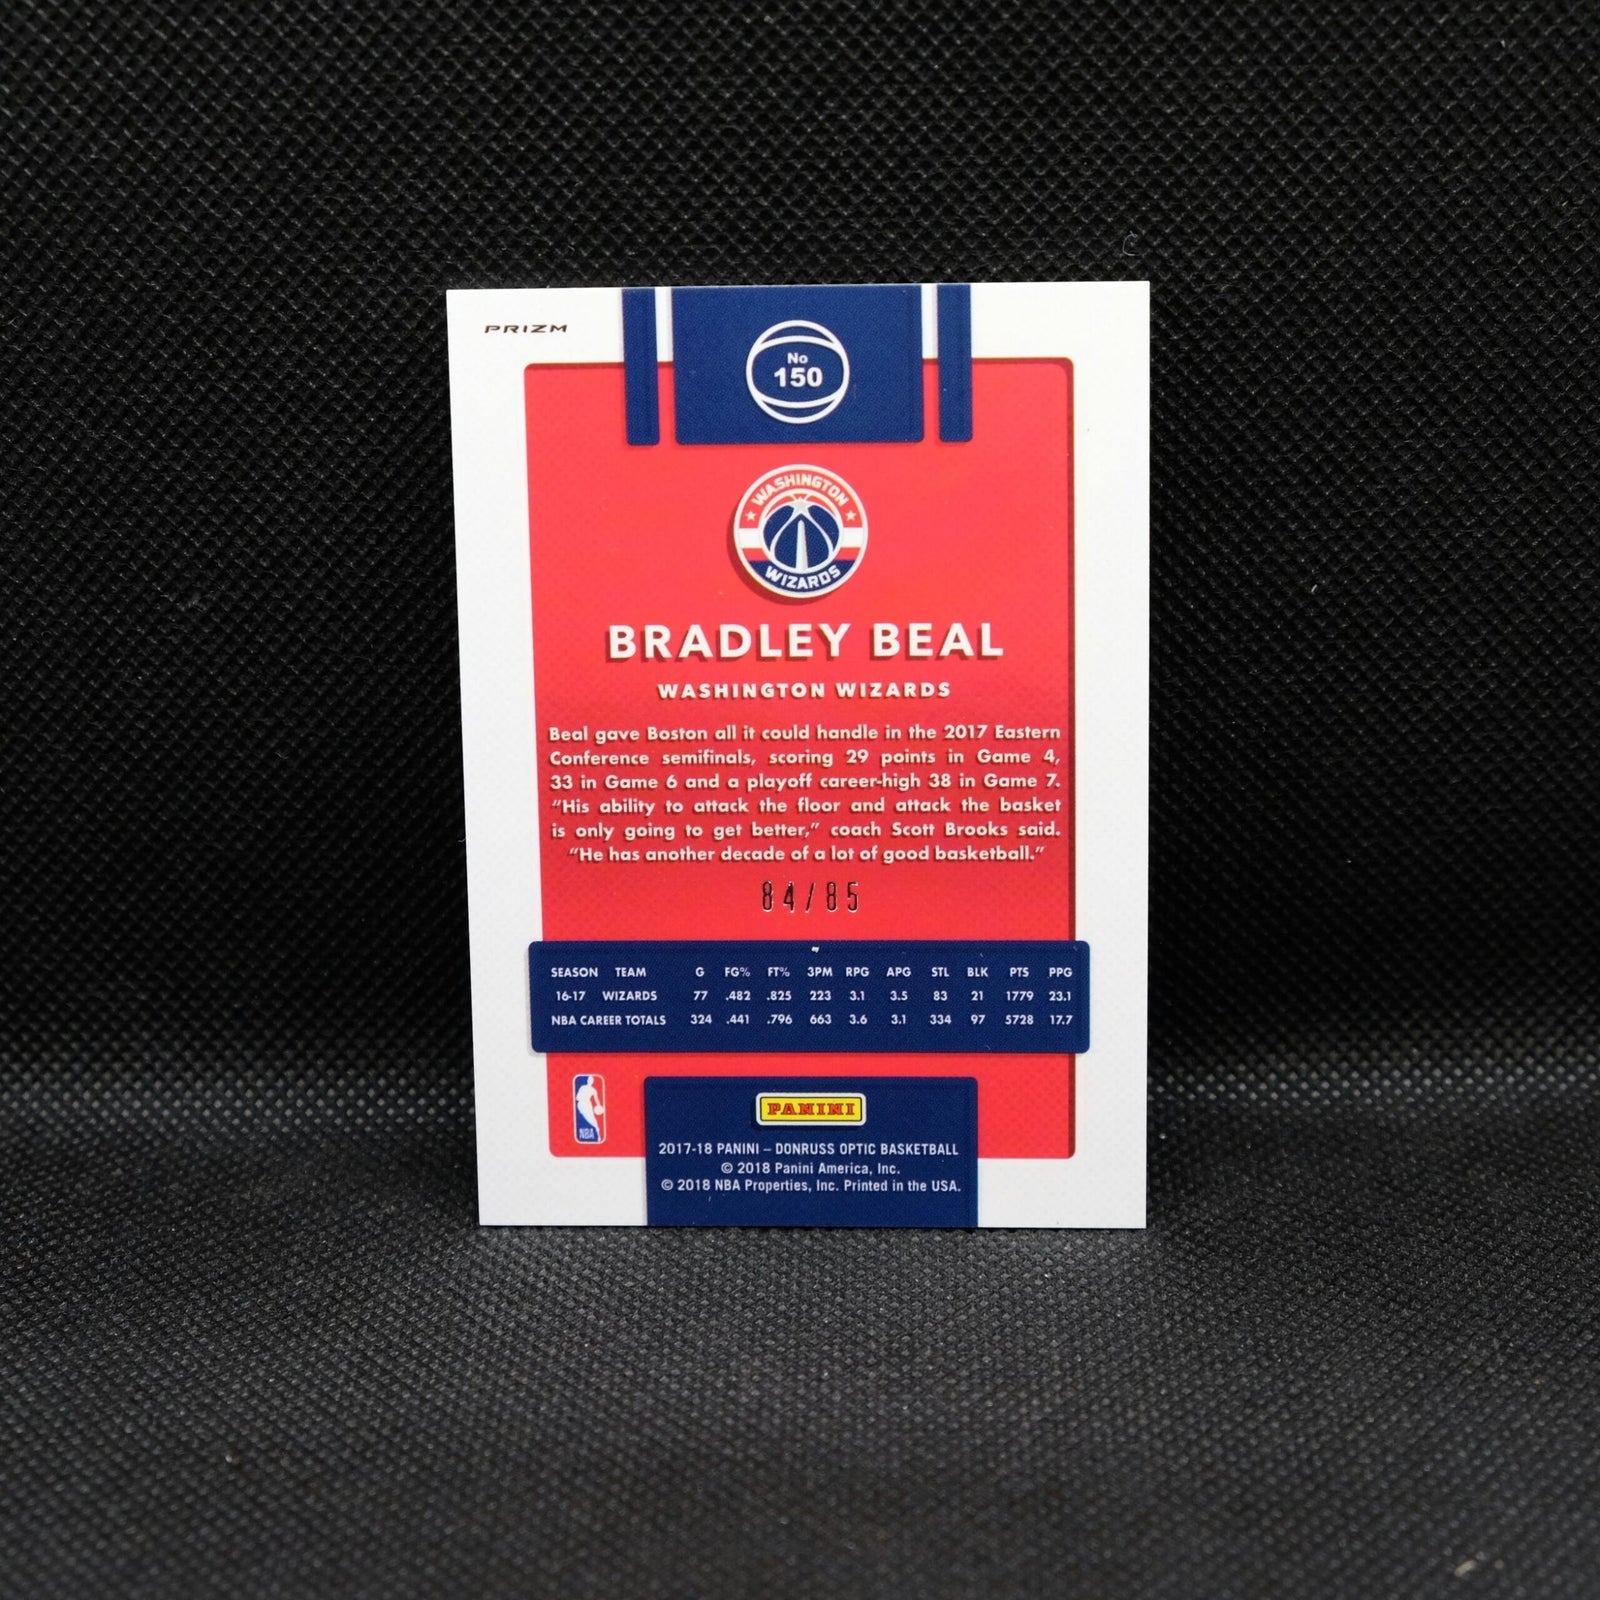 PRIZM
No
150
WASHINGTON
WIZARDS
BRADLEY BEAL
WASHINGTON WIZARDS
Beal gave Boston all it could handle in the 2017 Eastern
Conference semifinals, scoring 29 points in Game 4,
33 in Game 6 and a playoff career-high 38 in Game 7.
“His ability to attack the floor and attack the basket
is only going to get better,” coach Scott Brooks said.
“He has another decade of a lot of good basketball.”
84/85
SEASON TEAM G FG% FT% 3PM RPG APG STL BLK PTS PPG
16-17 WIZARDS 77 .482 .825 223 3.1 3.5 83 21 1779 23.1
NBA CAREER TOTALS 324 .441 .796 663 3.6 3.1 334 97 5728 17.7
NBA
PANINI
2017-18 PANINI – DONRUSS OPTIC BASKETBALL
© 2018 Panini America, Inc.
© 2018 NBA Properties, Inc. Printed in the USA.